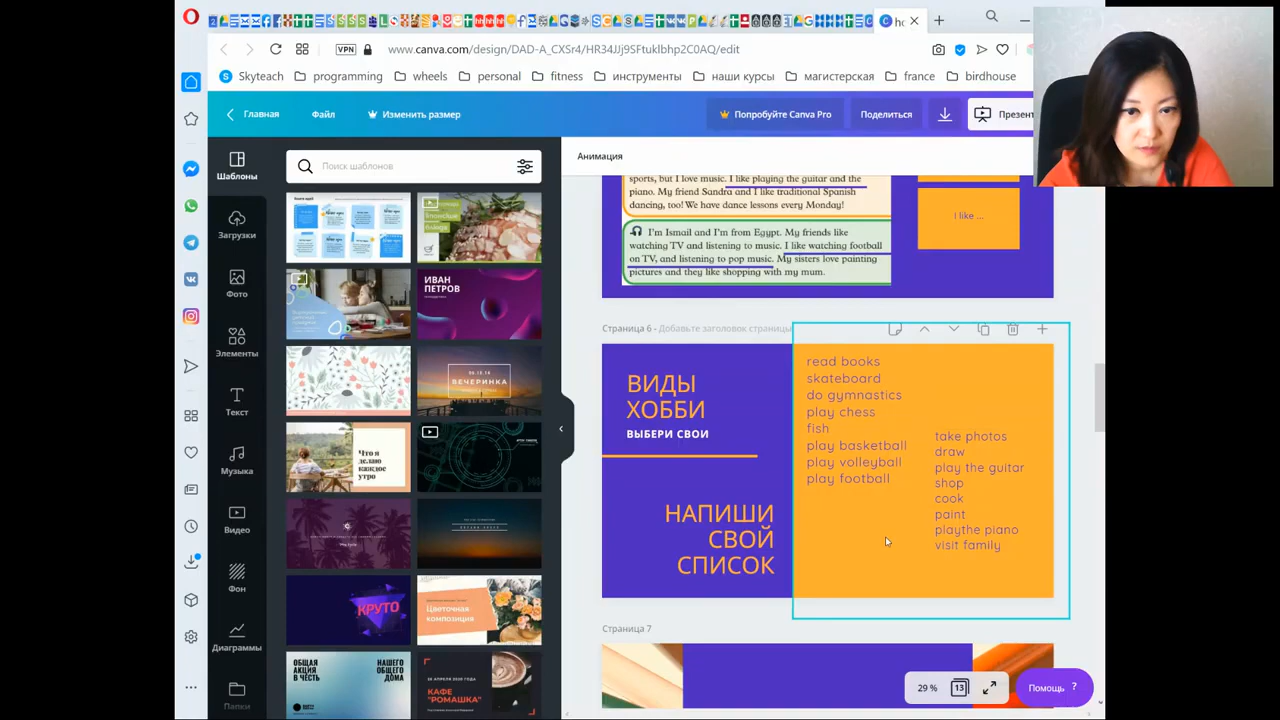 VPN
www.canva.com/design/DAD-A_CXSr4/HR34JJj9SFtuklbhp2C0AQ/edit
Skyteach
programming
wheels
personal
fitness
инструменты
наши курсы
магистерская
france
birdhouse
Главная
Файл
Изменить размер
Попробуйте Canva Pro
Поделиться
Презент
Шаблоны
Загрузки
Фото
Элементы
Текст
Музыка
Видео
Фон
Диаграммы
Папки
Поиск шаблонов
ИВАН
ПЕТРОВ
ВЕЧЕРИНКА
Что я
делаю
каждое
утро
КРУТО
Цветочная
композиция
ОБЩАЯ
АКЦИЯ
В ЧЕСТЬ
НАШЕГО
ОБЩЕГО
ДОМА
КАФЕ
"РОМАШКА"
Анимация
sports, but I love music. I like playing the guitar and the
piano. My friend Sandra and I like traditional Spanish
dancing, too! We have dance lessons every Monday!
I'm Ismail and I'm from Egypt. My friends like
watching TV and listening to music. I like watching football
on TV, and listening to pop music. My sisters love painting
pictures and they like shopping with my mum.
I like ...
Страница 6 - Добавьте заголовок страницы
ВИДЫ
ХОББИ
ВЫБЕРИ СВОИ
НАПИШИ
СВОЙ
СПИСОК
read books
skateboard
do gymnastics
play chess
fish
play basketball
play volleyball
play football
take photos
draw
play the guitar
shop
cook
paint
playthe piano
visit family
Страница 7
29 %
13
Помощь ?